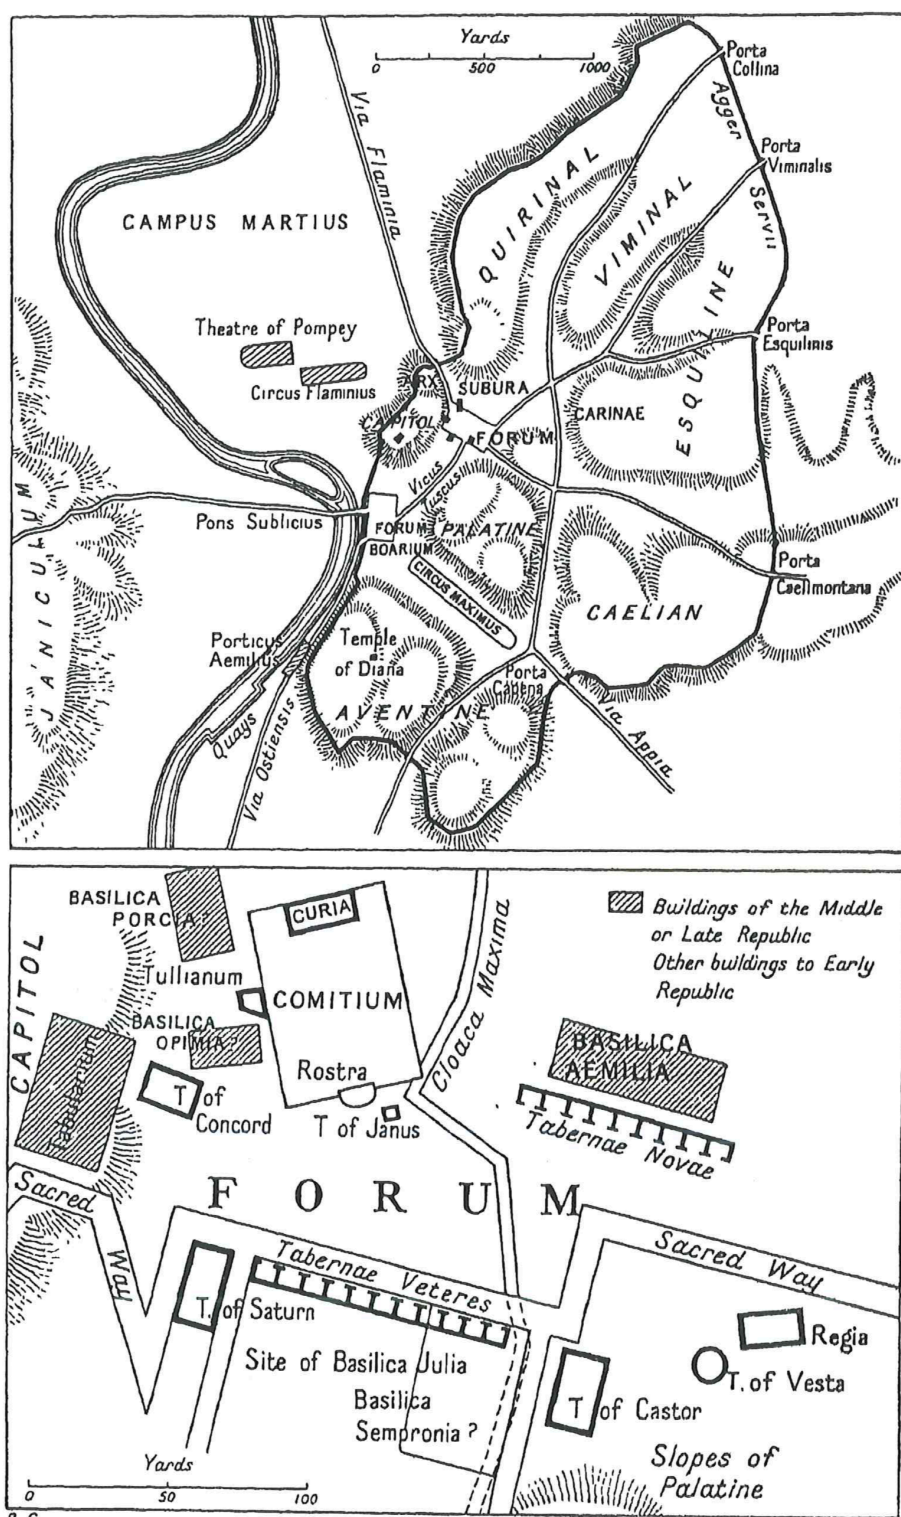 Yards
0 500 1000
Porta
Collina
Agger
Servii
Porta
Viminalis
Via Flaminia
QUIRINAL
VIMINAL
CAMPUS MARTIUS
ESQUILINE
Porta
Esquilinis
Theatre of Pompey
Circus Flaminius
ARX
SUBURA
CAPITOL
FORUM
CARINAE
Vicus
Tuscus
JANICULUM
Pons Sublicius
FORUM
BOARIUM
PALATINE
CIRCUS MAXIMUS
Porta
Caelimontana
CAELIAN
Porticus
Aemilius
Temple
of Diana
Porta
Capena
AVENTINE
Quays
Via Ostiensis
Via Appia
BASILICA
PORCIA?
CURIA
Cloaca Maxima
Buildings of the Middle
or Late Republic
Other buildings to Early
Republic
CAPITOL
Tullianum
COMITIUM
BASILICA
OPIMIA?
BASILICA
AEMILIA
Tabularium
Rostra
T. of
Concord
T. of Janus
Tabernae Novae
Sacred
Way
FORUM
Sacred Way
Tabernae Veteres
T. of Saturn
Regia
Site of Basilica Julia
T. of Vesta
Basilica
Sempronia?
T. of Castor
Yards
0 50 100
Slopes of
Palatine